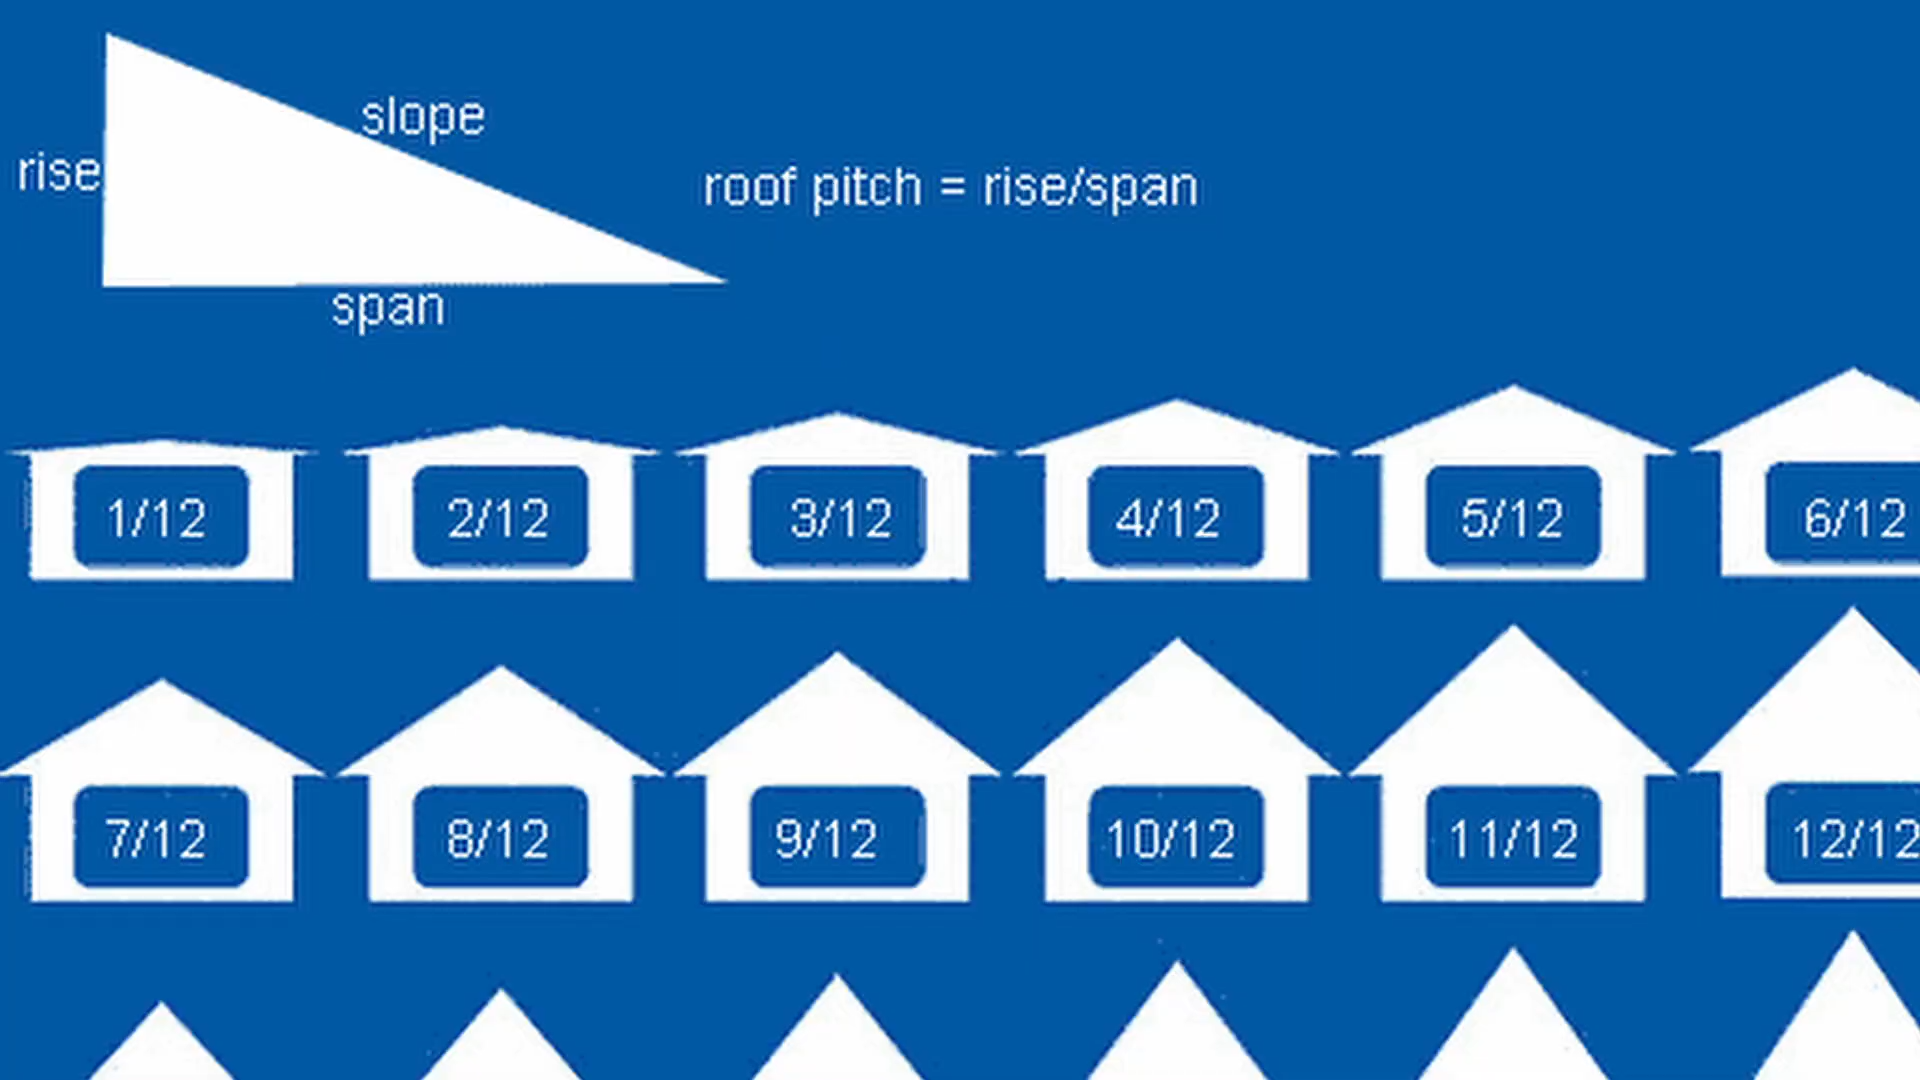 slope
rise
roof pitch = rise/span
span
1/12 2/12 3/12 4/12 5/12 6/12
7/12 8/12 9/12 10/12 11/12 12/12